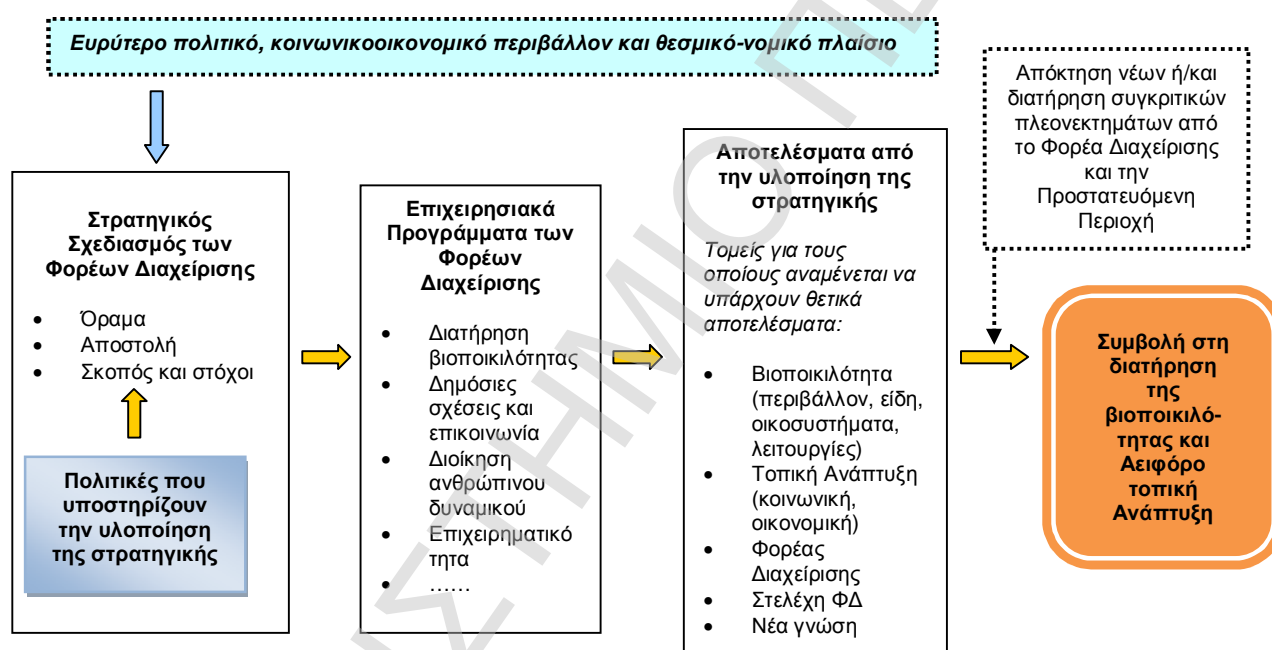 Ευρύτερο πολιτικό, κοινωνικοοικονομικό περιβάλλον και θεσμικό-νομικό πλαίσιο
Στρατηγικός
Σχεδιασμός των
Φορέων Διαχείρισης
• Όραμα
• Αποστολή
• Σκοπός και στόχοι
Πολιτικές που
υποστηρίζουν
την υλοποίηση
της στρατηγικής
Επιχειρησιακά
Προγράμματα των
Φορέων
Διαχείρισης
• Διατήρηση
βιοποικιλότητας
• Δημόσιες
σχέσεις και
επικοινωνία
• Διοίκηση
ανθρώπινου
δυναμικού
• Επιχειρηματικό
τητα
• ……
Αποτελέσματα από
την υλοποίηση της
στρατηγικής
Τομείς για τους
οποίους αναμένεται να
υπάρχουν θετικά
αποτελέσματα:
• Βιοποικιλότητα
(περιβάλλον, είδη,
οικοσυστήματα,
λειτουργίες)
• Τοπική Ανάπτυξη
(κοινωνική,
οικονομική)
• Φορέας
Διαχείρισης
• Στελέχη ΦΔ
• Νέα γνώση
Απόκτηση νέων ή/και
διατήρηση συγκριτικών
πλεονεκτημάτων από
το Φορέα Διαχείρισης
και την
Προστατευόμενη
Περιοχή
Συμβολή στη
διατήρηση
της
βιοποικιλό-
τητας και
Αειφόρο
τοπική
Ανάπτυξη